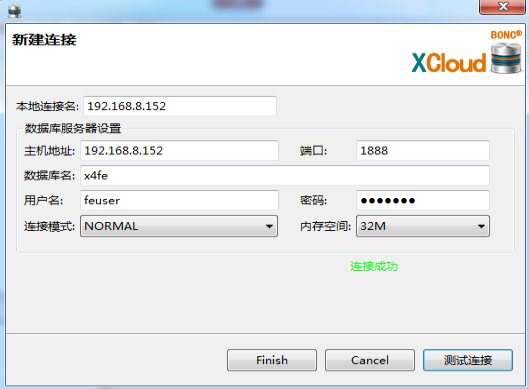 新建连接
BONC®
XCloud
本地连接名: 192.168.8.152
数据库服务器设置
主机地址: 192.168.8.152 端口: 1888
数据库名: x4fe
用户名: feuser 密码: ●●●●●●●
连接模式: NORMAL 内存空间: 32M
连接成功
Finish Cancel 测试连接